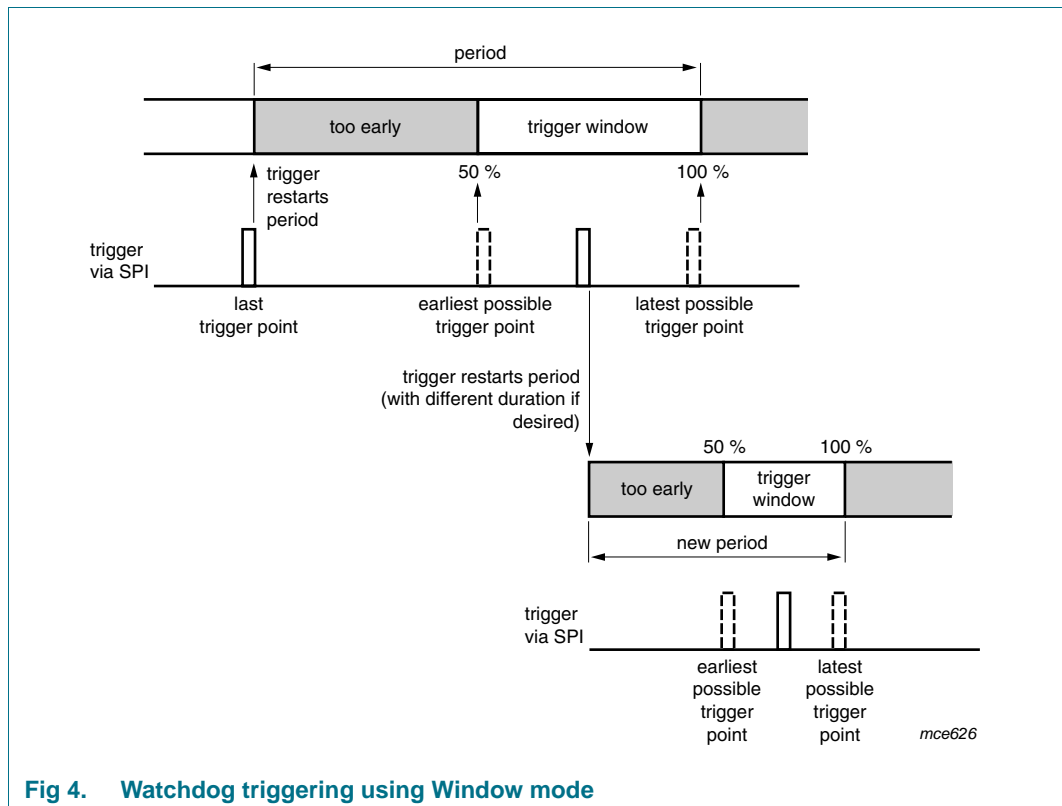 period
too early
trigger window
trigger
restarts
period
50 %
100 %
trigger
via SPI
last
trigger point
earliest possible
trigger point
latest possible
trigger point
trigger restarts period
(with different duration if
desired)
50 %
100 %
too early
trigger
window
new period
trigger
via SPI
earliest
possible
trigger
point
latest
possible
trigger
point
mce626
Fig 4. Watchdog triggering using Window mode